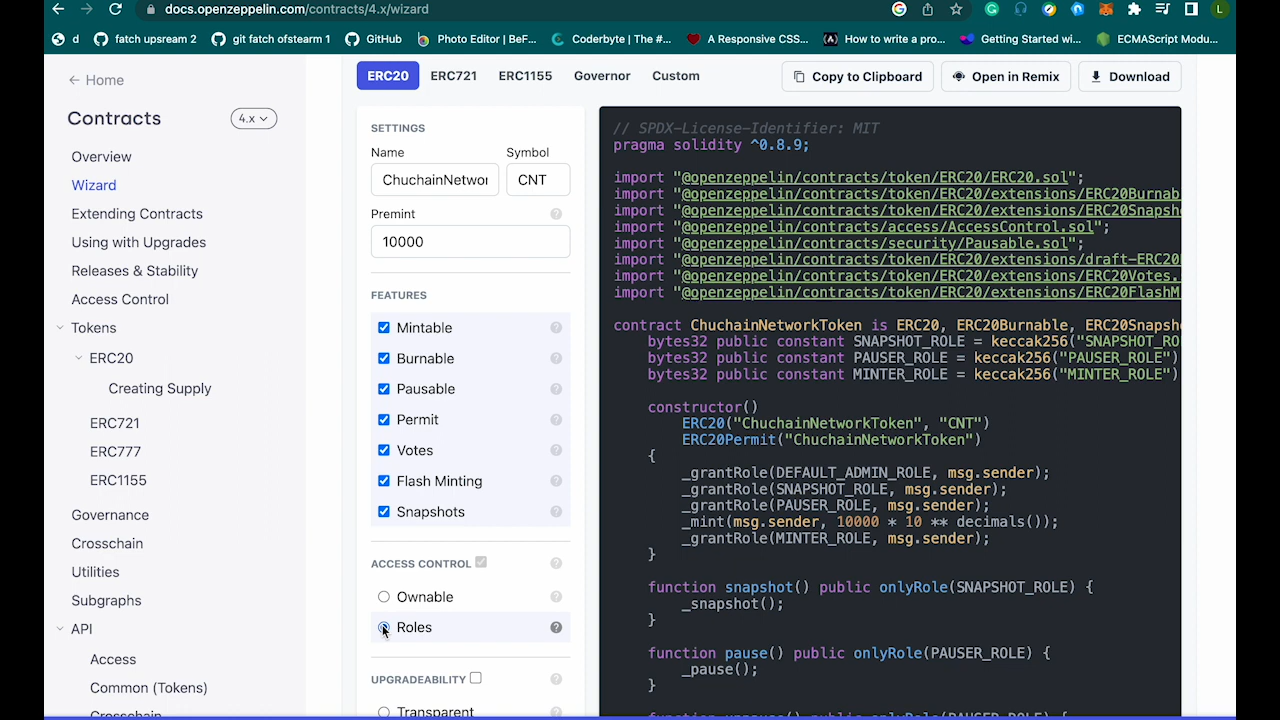 docs.openzeppelin.com/contracts/4.x/wizard
L
d
fatch upsream 2
git fatch ofstearm 1
GitHub
Photo Editor | BeF...
Coderbyte | The #...
A Responsive CSS...
How to write a pro...
Getting Started wi...
ECMAScript Modu...
← Home
Contracts
4.x
Overview
Wizard
Extending Contracts
Using with Upgrades
Releases & Stability
Access Control
Tokens
ERC20
Creating Supply
ERC721
ERC777
ERC1155
Governance
Crosschain
Utilities
Subgraphs
API
Access
Common (Tokens)
Crosschain
ERC20
ERC721
ERC1155
Governor
Custom
Copy to Clipboard
Open in Remix
Download
SETTINGS
Name
Symbol
ChuchainNetwor
CNT
Premint
?
10000
FEATURES
Mintable
?
Burnable
?
Pausable
?
Permit
?
Votes
?
Flash Minting
?
Snapshots
?
ACCESS CONTROL
?
Ownable
?
Roles
?
UPGRADEABILITY
?
Transparent
?
// SPDX-License-Identifier: MIT
pragma solidity ^0.8.9;
import "@openzeppelin/contracts/token/ERC20/ERC20.sol";
import "@openzeppelin/contracts/token/ERC20/extensions/ERC20Burnab
import "@openzeppelin/contracts/token/ERC20/extensions/ERC20Snapsh
import "@openzeppelin/contracts/access/AccessControl.sol";
import "@openzeppelin/contracts/security/Pausable.sol";
import "@openzeppelin/contracts/token/ERC20/extensions/draft-ERC20
import "@openzeppelin/contracts/token/ERC20/extensions/ERC20Votes.
import "@openzeppelin/contracts/token/ERC20/extensions/ERC20FlashM
contract ChuchainNetworkToken is ERC20, ERC20Burnable, ERC20Snapsh
bytes32 public constant SNAPSHOT_ROLE = keccak256("SNAPSHOT_RO
bytes32 public constant PAUSER_ROLE = keccak256("PAUSER_ROLE")
bytes32 public constant MINTER_ROLE = keccak256("MINTER_ROLE")
constructor()
ERC20("ChuchainNetworkToken", "CNT")
ERC20Permit("ChuchainNetworkToken")
{
_grantRole(DEFAULT_ADMIN_ROLE, msg.sender);
_grantRole(SNAPSHOT_ROLE, msg.sender);
_grantRole(PAUSER_ROLE, msg.sender);
_mint(msg.sender, 10000 * 10 ** decimals());
_grantRole(MINTER_ROLE, msg.sender);
}
function snapshot() public onlyRole(SNAPSHOT_ROLE) {
_snapshot();
}
function pause() public onlyRole(PAUSER_ROLE) {
_pause();
}
function unpause() public onlyRole(PAUSER_ROLE) {